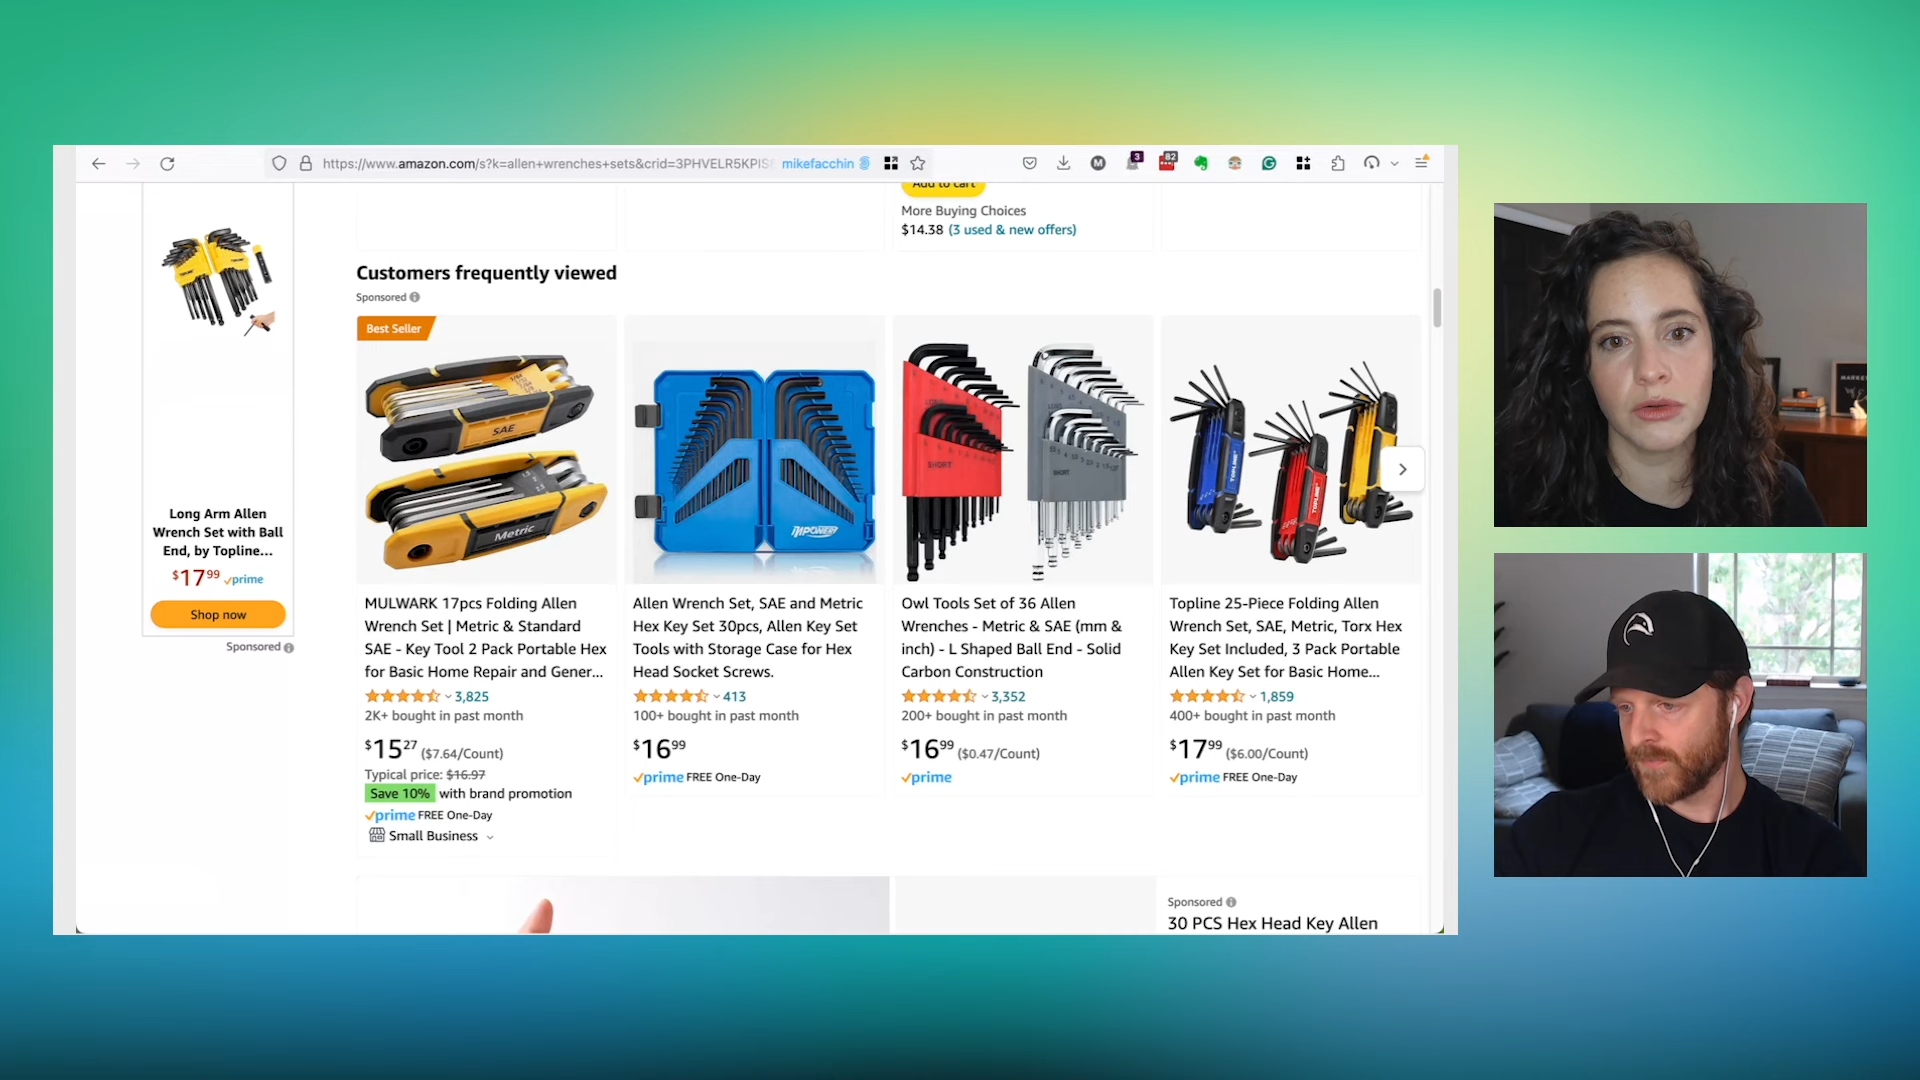 https://www.amazon.com/s?k=allen+wrenches+sets&crid=3PHVELR5KPIS
mikefacchin
3
82
Add to cart
More Buying Choices
$14.38 (3 used & new offers)
Customers frequently viewed
Sponsored
Long Arm Allen
Wrench Set with Ball
End, by Topline...
$17.99 prime
Shop now
Sponsored
Best Seller
SAE
Metric
MULWARK 17pcs Folding Allen
Wrench Set | Metric & Standard
SAE - Key Tool 2 Pack Portable Hex
for Basic Home Repair and Gener...
3,825
2K+ bought in past month
$15.27 ($7.64/Count)
Typical price: $16.97
Save 10% with brand promotion
prime FREE One-Day
Small Business
Allen Wrench Set, SAE and Metric
Hex Key Set 30pcs, Allen Key Set
Tools with Storage Case for Hex
Head Socket Screws.
413
100+ bought in past month
$16.99
prime FREE One-Day
SHORT
SHORT
Owl Tools Set of 36 Allen
Wrenches - Metric & SAE (mm &
inch) - L Shaped Ball End - Solid
Carbon Construction
3,352
200+ bought in past month
$16.99 ($0.47/Count)
prime
TOPLINE
TOPLINE
Topline 25-Piece Folding Allen
Wrench Set, SAE, Metric, Torx Hex
Key Set Included, 3 Pack Portable
Allen Key Set for Basic Home...
1,859
400+ bought in past month
$17.99 ($6.00/Count)
prime FREE One-Day
Sponsored
30 PCS Hex Head Key Allen
MARKE